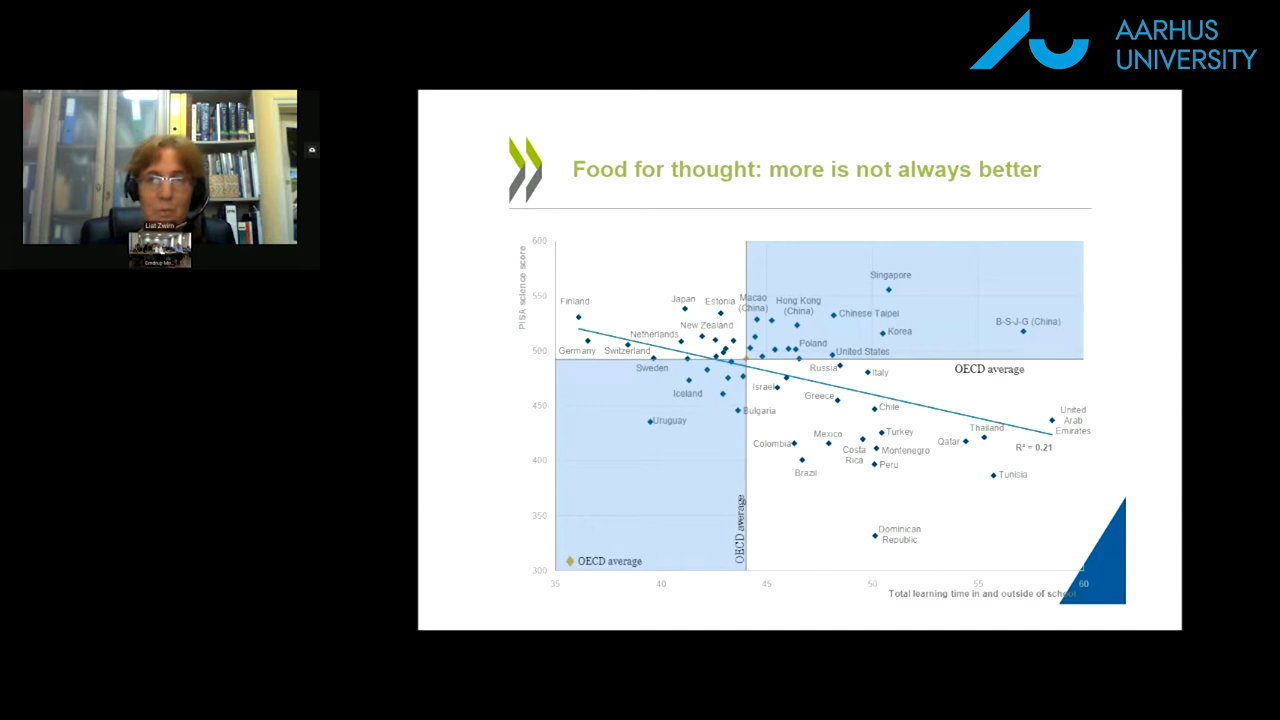 AARHUS
UNIVERSITY
Liat Zwirn
Food for thought: more is not always better
PISA science score
600
550
500
450
400
350
300
35
40
45
50
55
60
Total learning time in and outside of school
Singapore
Finland
Japan
Estonia
Macao
(China)
Hong Kong
(China)
Chinese Taipei
B-S-J-G (China)
Korea
New Zealand
Netherlands
Germany
Switzerland
Poland
United States
OECD average
Sweden
Russia
Italy
Iceland
Israel
Greece
Bulgaria
Chile
United
Arab
Emirates
Uruguay
Thailand
Turkey
Mexico
Colombia
Costa
Rica
Montenegro
Qatar
R² = 0.21
Peru
Brazil
Tunisia
Dominican
Republic
OECD average
OECD average